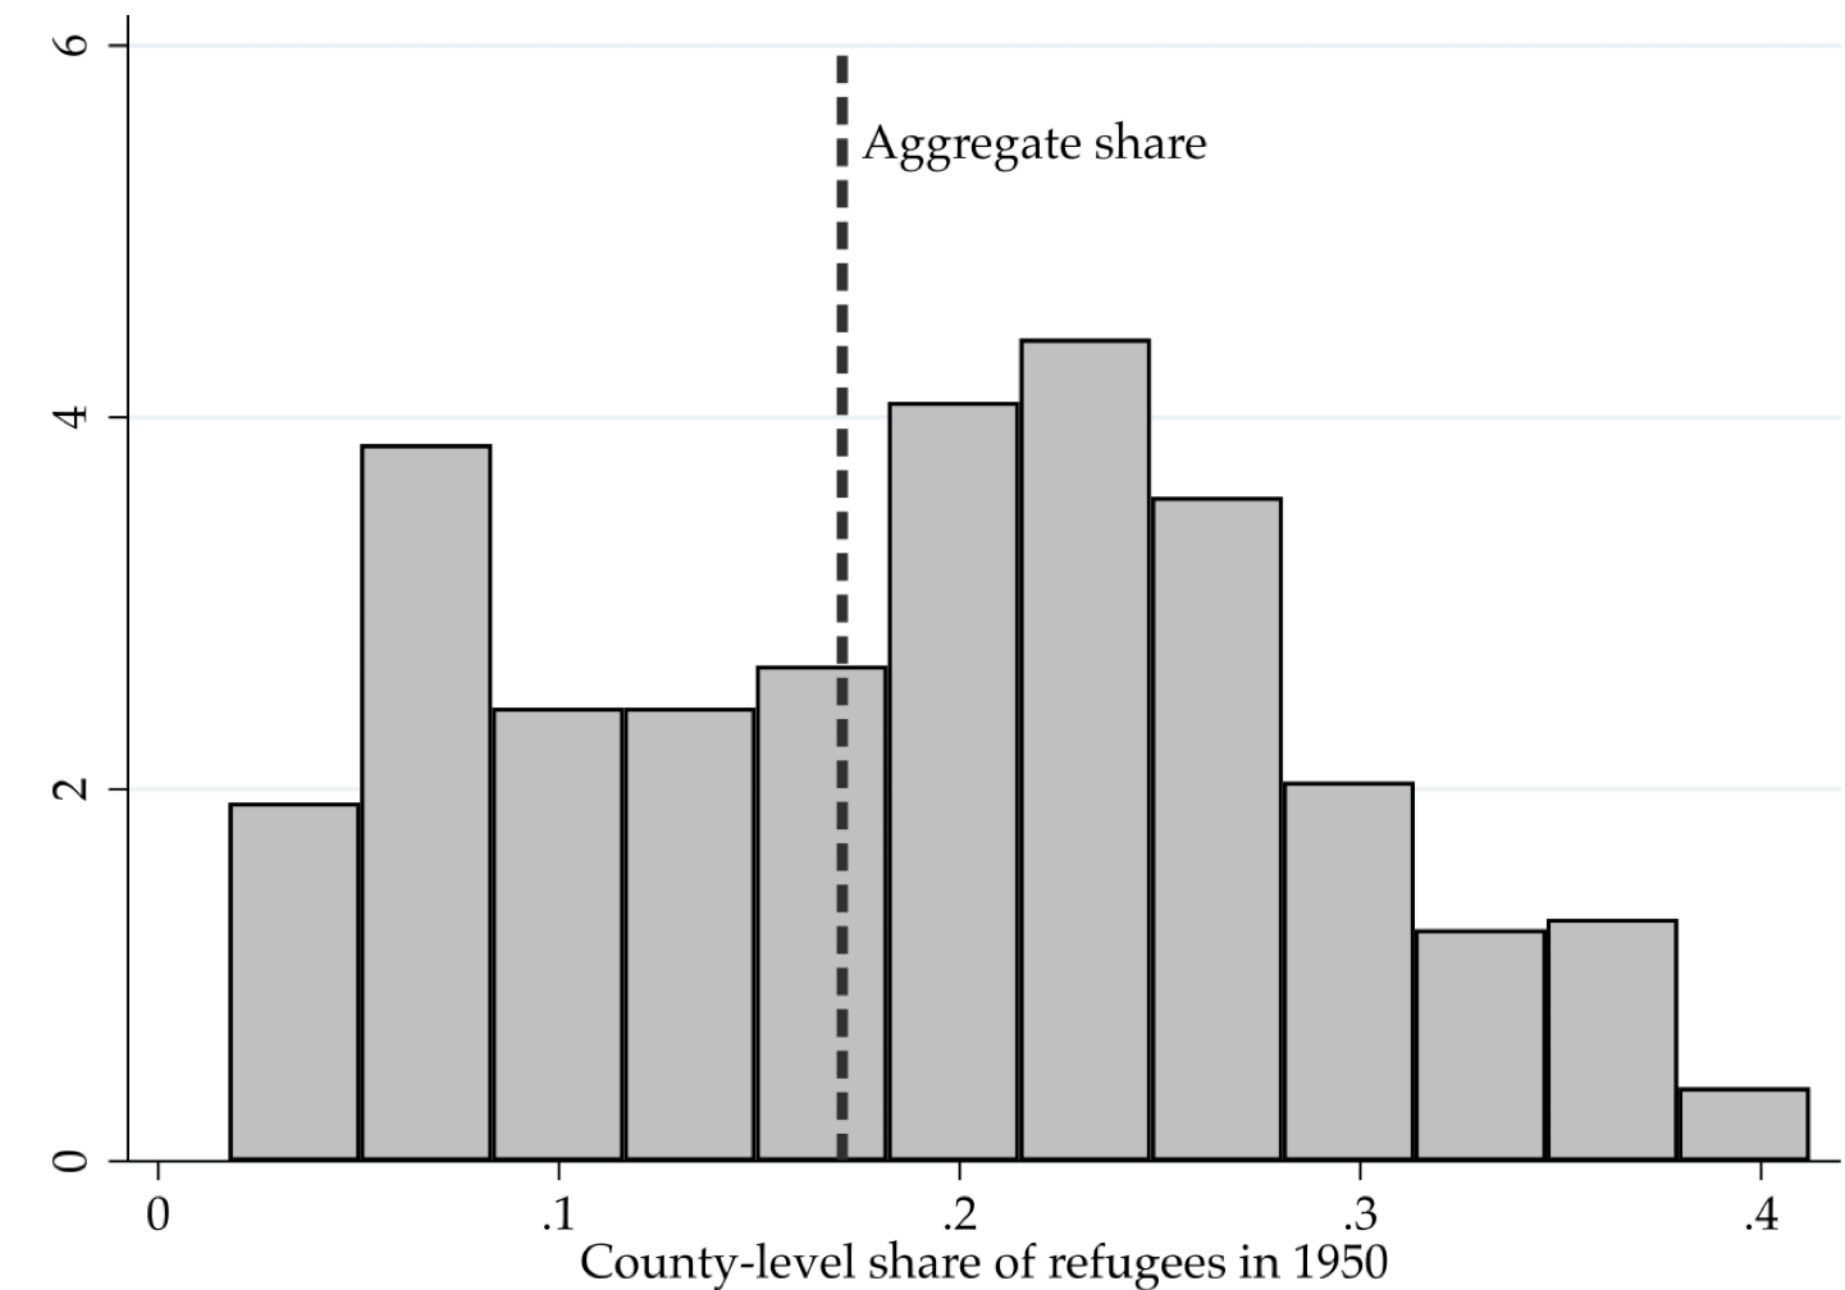 6
Aggregate share
4
2
0
0 .1 .2 .3 .4
County-level share of refugees in 1950